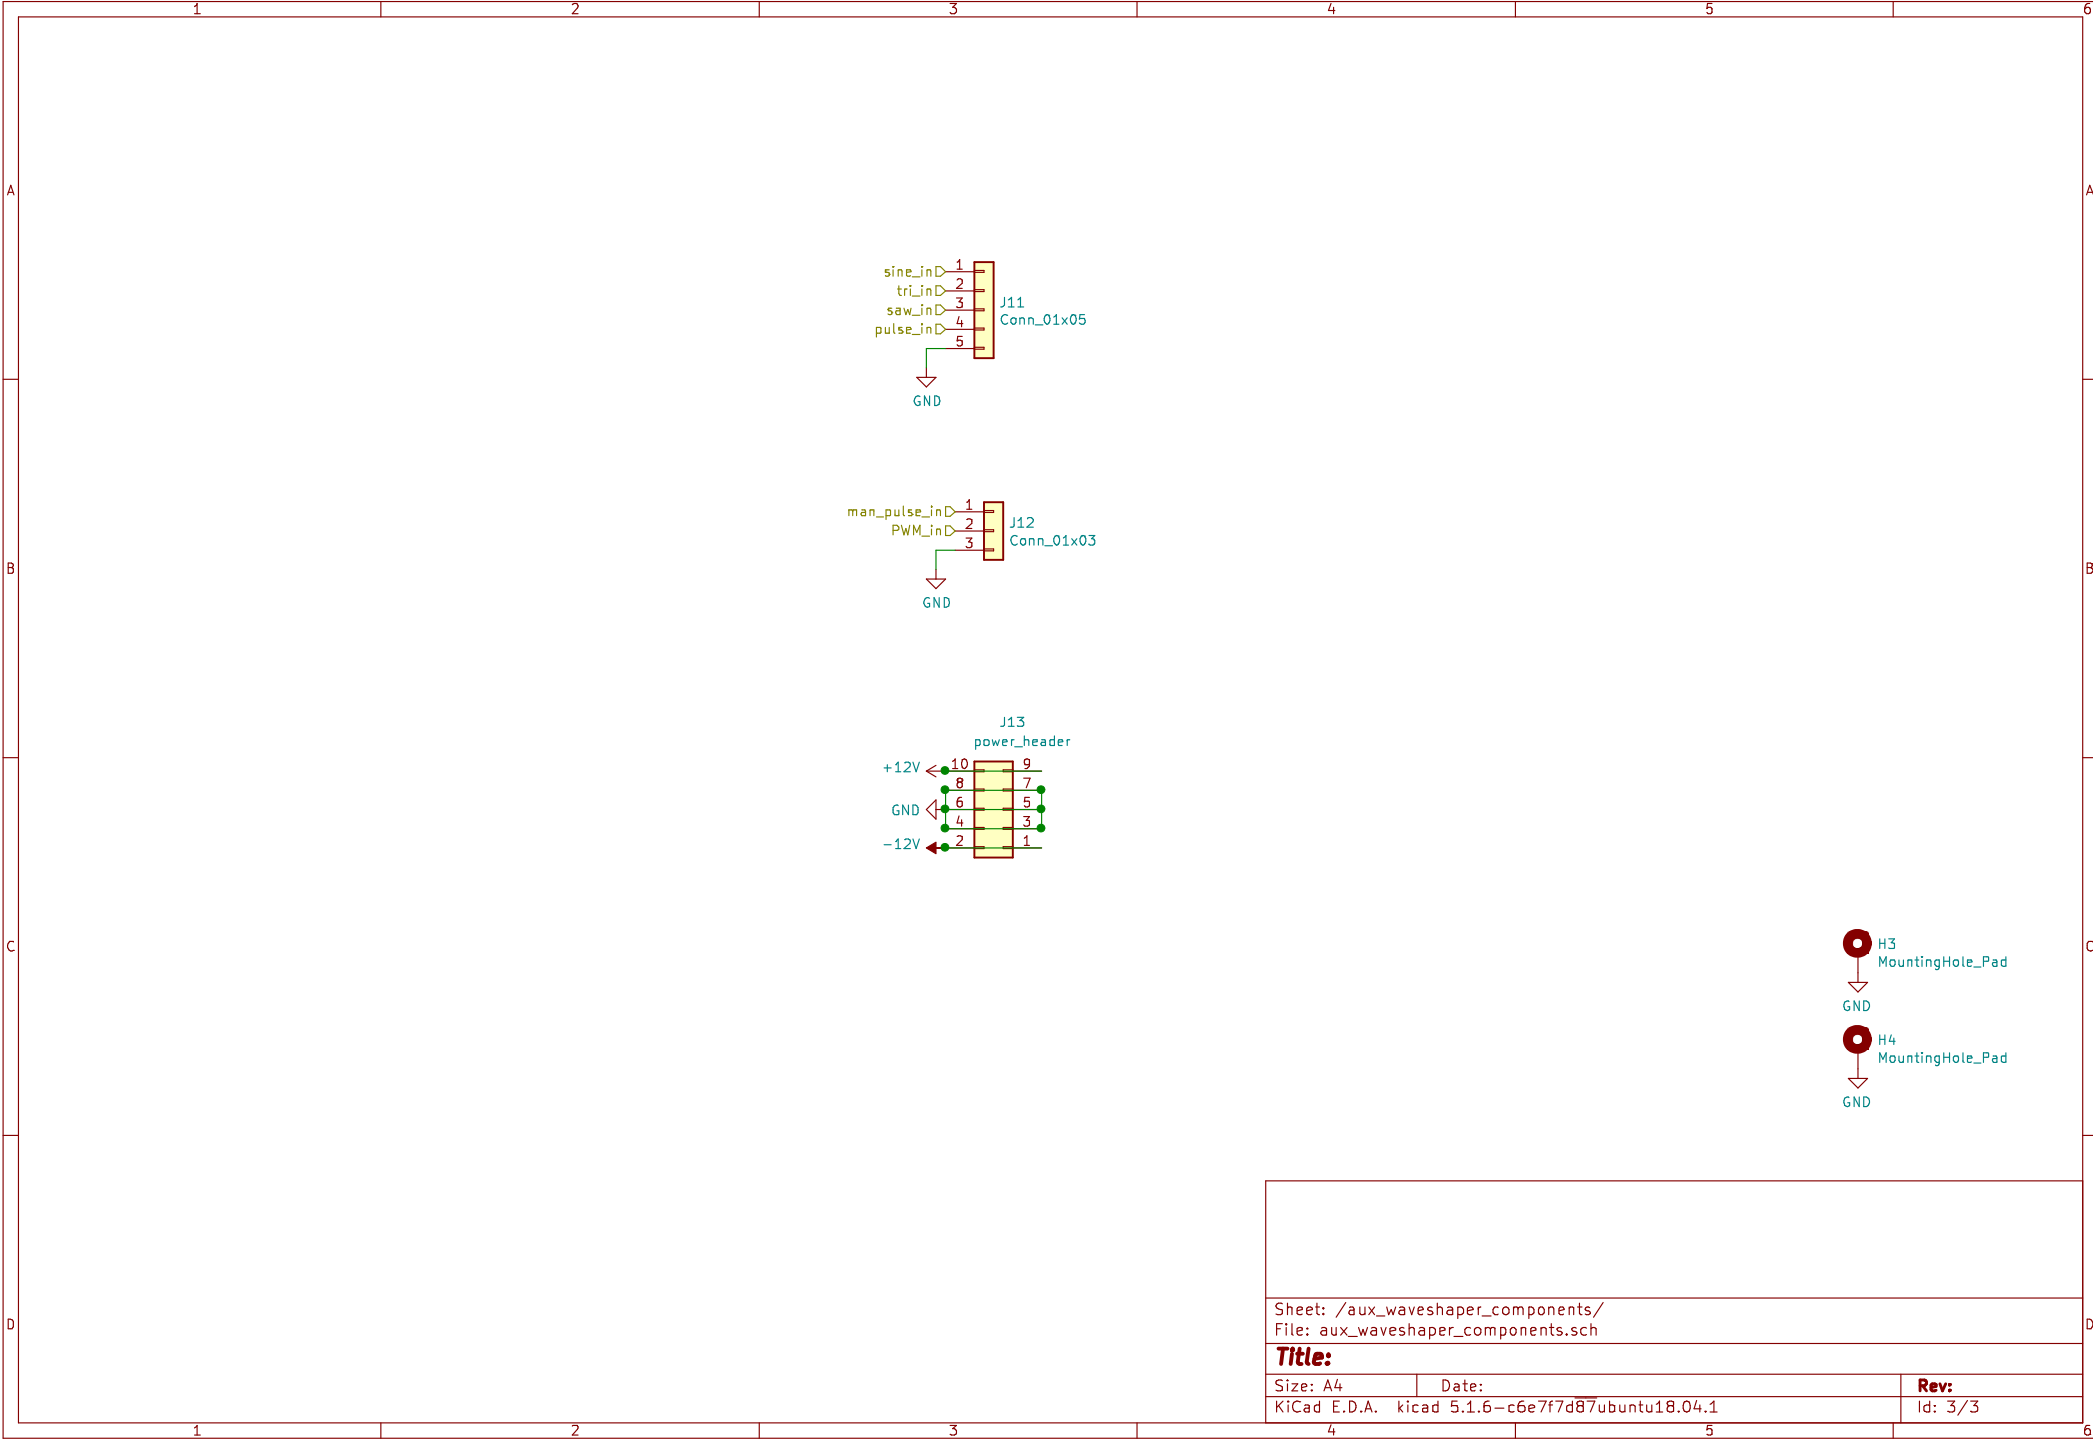 1 2 3 4 5 6
A A
sine_in 1
tri_in 2
saw_in 3
pulse_in 4
5
J11
Conn_01x05
GND
man_pulse_in 1
PWM_in 2
3
J12
Conn_01x03
GND
B B
J13
power_header
+12V 10 9
8 7
GND 6 5
4 3
-12V 2 1
C C
H3
MountingHole_Pad
GND
H4
MountingHole_Pad
GND
D D
Sheet: /aux_waveshaper_components/
File: aux_waveshaper_components.sch
Title:
Size: A4 Date: Rev:
KiCad E.D.A. kicad 5.1.6-c6e7f7d87ubuntu18.04.1 Id: 3/3
1 2 3 4 5 6